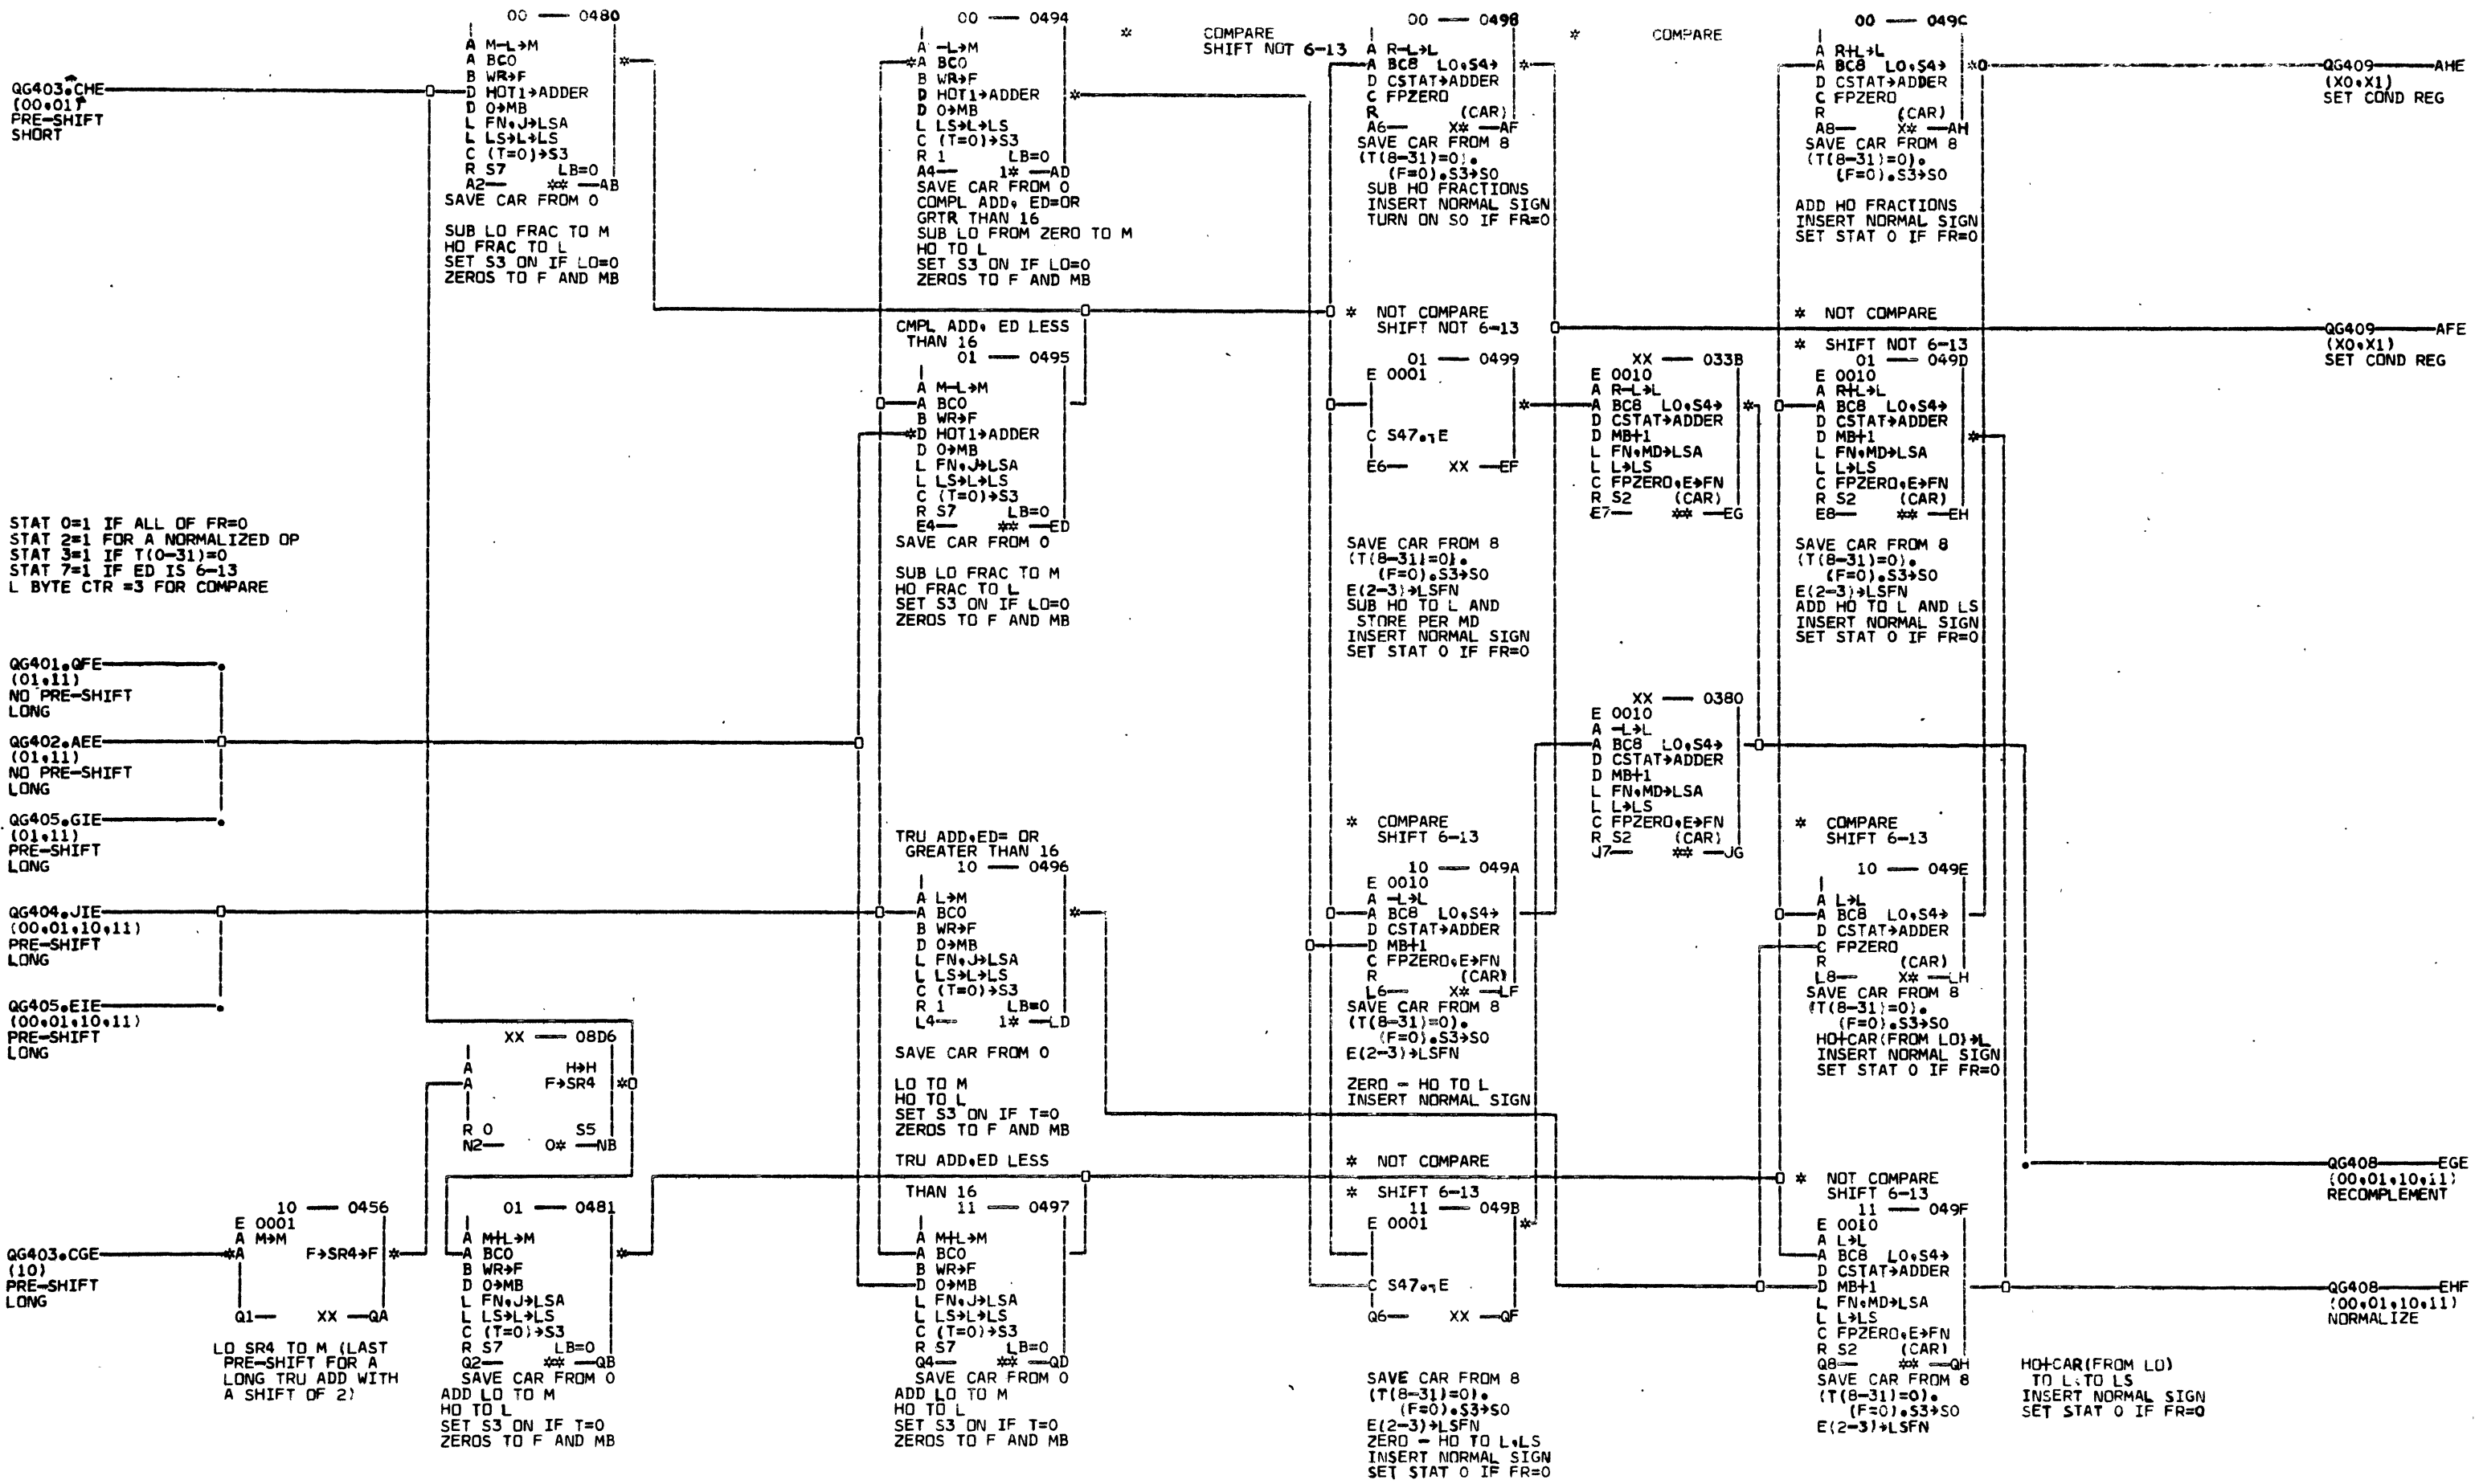 QG403.CHE
(00.01)
PRE—SHIFT
SHORT
STAT 0=1 IF ALL OF FR=0
STAT 2=1 FOR A NORMALIZED OP
STAT 3=1 IF T(0—31)=0
STAT 7=1 IF ED IS 6—13
L BYTE CTR =3 FOR COMPARE
QG401.QFE
(01.11)
NO PRE—SHIFT
LONG
QG402.AEE
(01.11)
NO PRE—SHIFT
LONG
QG405.GIE
(01.11)
PRE—SHIFT
LONG
QG404.JIE
(00.01.10.11)
PRE—SHIFT
LONG
QG405.EIE
(00.01.10.11)
PRE—SHIFT
LONG
QG403.CGE
(10)
PRE—SHIFT
LONG
10 — 0456
E 0001
A M→M
*A F→SR4→F *
Q1— XX —QA
LO SR4 TO M (LAST
PRE—SHIFT FOR A
LONG TRU ADD WITH
A SHIFT OF 2)
00 — 0480
A M—L→M
A BCO *
B WR→F
D HOT1→ADDER
D 0→MB
L FN.J→LSA
L LS→L→LS
C (T=0)→S3
R S7 LB=0
A2— ** —AB
SAVE CAR FROM 0
SUB LO FRAC TO M
HO FRAC TO L
SET S3 ON IF LO=0
ZEROS TO F AND MB
XX — 08D6
A H→H
A F→SR4 *
R 0 S5
N2— 0* —NB
01 — 0481
A M+L→M
A BCO *
B WR→F
D 0→MB
L FN.J→LSA
L LS→L→LS
C (T=0)→S3
R S7 LB=0
Q2— ** —QB
SAVE CAR FROM 0
ADD LO TO M
HO TO L
SET S3 ON IF T=0
ZEROS TO F AND MB
00 — 0494
A —L→M
*A BCO
B WR→F
D HOT1→ADDER *
D 0→MB
L FN.J→LSA
L LS→L→LS
C (T=0)→S3
R 1 LB=0
A4— 1* —AD
SAVE CAR FROM 0
COMPL ADD. ED=OR
GRTR THAN 16
SUB LO FROM ZERO TO M
HO TO L
SET S3 ON IF LO=0
ZEROS TO F AND MB
CMPL ADD. ED LESS
THAN 16
01 — 0495
A M—L→M
A BCO
B WR→F
*D HOT1→ADDER
D 0→MB
L FN.J→LSA
L LS→L→LS
C (T=0)→S3
R S7 LB=0
E4— ** —ED
SAVE CAR FROM 0
SUB LO FRAC TO M
HO FRAC TO L
SET S3 ON IF LO=0
ZEROS TO F AND MB
TRU ADD.ED= OR
GREATER THAN 16
10 — 0496
A L→M
A BCO *
B WR→F
D 0→MB
L FN.J→LSA
L LS→L→LS
C (T=0)→S3
R 1 LB=0
L4— 1* —LD
SAVE CAR FROM 0
LO TO M
HO TO L
SET S3 ON IF T=0
ZEROS TO F AND MB
TRU ADD.ED LESS
THAN 16
11 — 0497
A M+L→M
A BCO
B WR→F
D 0→MB
L FN.J→LSA
L LS→L→LS
C (T=0)→S3
R S7 LB=0
Q4— ** —QD
SAVE CAR FROM 0
ADD LO TO M
HO TO L
SET S3 ON IF T=0
ZEROS TO F AND MB
* COMPARE
SHIFT NOT 6—13
00 — 0498
A R—L→L
A BC8 LO.S4→ *
D CSTAT→ADDER
C FPZERO
R (CAR)
A6— X* —AF
SAVE CAR FROM 8
(T(8—31)=0).
(F=0).S3→S0
SUB HO FRACTIONS
INSERT NORMAL SIGN
TURN ON S0 IF FR=0
* NOT COMPARE
SHIFT NOT 6—13
01 — 0499
E 0001
*
C S47.₁E
E6— XX —EF
SAVE CAR FROM 8
(T(8—31)=0).
(F=0).S3→S0
E(2—3)→LSFN
SUB HO TO L AND
STORE PER MD
INSERT NORMAL SIGN
SET STAT 0 IF FR=0
* COMPARE
SHIFT 6—13
10 — 049A
E 0010
A —L→L
A BC8 LO.S4→
D CSTAT→ADDER
D MB+1
C FPZERO.E→FN
R (CAR)
L6— X* —LF
SAVE CAR FROM 8
(T(8—31)=0).
(F=0).S3→S0
E(2—3)→LSFN
ZERO — HO TO L
INSERT NORMAL SIGN
* NOT COMPARE
* SHIFT 6—13
11 — 049B
E 0001 *
C S47.₁E
Q6— XX —QF
SAVE CAR FROM 8
(T(8—31)=0).
(F=0).S3→S0
E(2—3)→LSFN
ZERO — HO TO L.LS
INSERT NORMAL SIGN
SET STAT 0 IF FR=0
XX — 033B
E 0010
A R—L→L
A BC8 LO.S4→ *
D CSTAT→ADDER
D MB+1
L FN.MD→LSA
L L→LS
C FPZERO.E→FN
R S2 (CAR)
E7— ** —EG
XX — 0380
E 0010
A —L→L
A BC8 LO.S4→
D CSTAT→ADDER
D MB+1
L FN.MD→LSA
L L→LS
C FPZERO.E→FN
R S2 (CAR)
J7— ** —JG
* COMPARE
00 — 049C
A R+L→L
A BC8 LO.S4→ *
D CSTAT→ADDER
C FPZERO
R (CAR)
A8— X* —AH
SAVE CAR FROM 8
(T(8—31)=0).
(F=0).S3→S0
ADD HO FRACTIONS
INSERT NORMAL SIGN
SET STAT 0 IF FR=0
* NOT COMPARE
* SHIFT NOT 6—13
01 — 049D
E 0010
A R+L→L
A BC8 LO.S4→
D CSTAT→ADDER
D MB+1 *
L FN.MD→LSA
L L→LS
C FPZERO.E→FN
R S2 (CAR)
E8— ** —EH
SAVE CAR FROM 8
(T(8—31)=0).
(F=0).S3→S0
E(2—3)→LSFN
ADD HO TO L AND LS
INSERT NORMAL SIGN
SET STAT 0 IF FR=0
* COMPARE
SHIFT 6—13
10 — 049E
A L→L
A BC8 LO.S4→
D CSTAT→ADDER
C FPZERO
R (CAR)
L8— X* —LH
SAVE CAR FROM 8
(T(8—31)=0).
(F=0).S3→S0
HO+CAR(FROM LO)→L
INSERT NORMAL SIGN
SET STAT 0 IF FR=0
* NOT COMPARE
SHIFT 6—13
11 — 049F
E 0010
A L→L
A BC8 LO.S4→
D CSTAT→ADDER
D MB+1
L FN.MD→LSA
L L→LS
C FPZERO.E→FN
R S2 (CAR)
Q8— ** —QH
SAVE CAR FROM 8
(T(8—31)=0).
(F=0).S3→S0
E(2—3)→LSFN
HO+CAR(FROM LO)
TO L.TO LS
INSERT NORMAL SIGN
SET STAT 0 IF FR=0
QG409—AHE
(X0.X1)
SET COND REG
QG409—AFE
(X0.X1)
SET COND REG
QG408—EGE
(00.01.10.11)
RECOMPLEMENT
QG408—EHF
(00.01.10.11)
NORMALIZE